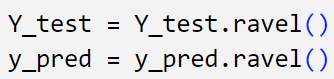 Y_test = Y_test.ravel()
y_pred = y_pred.ravel()